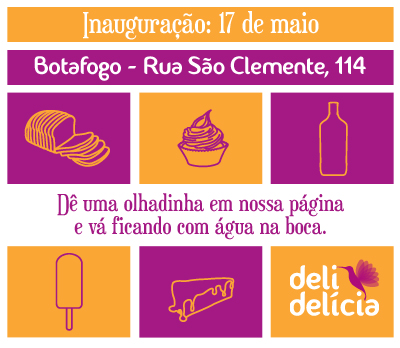 Inauguração: 17 de maio
Botafogo - Rua São Clemente, 114
Dê uma olhadinha em nossa página
e vá ficando com água na boca.
deli
delícia